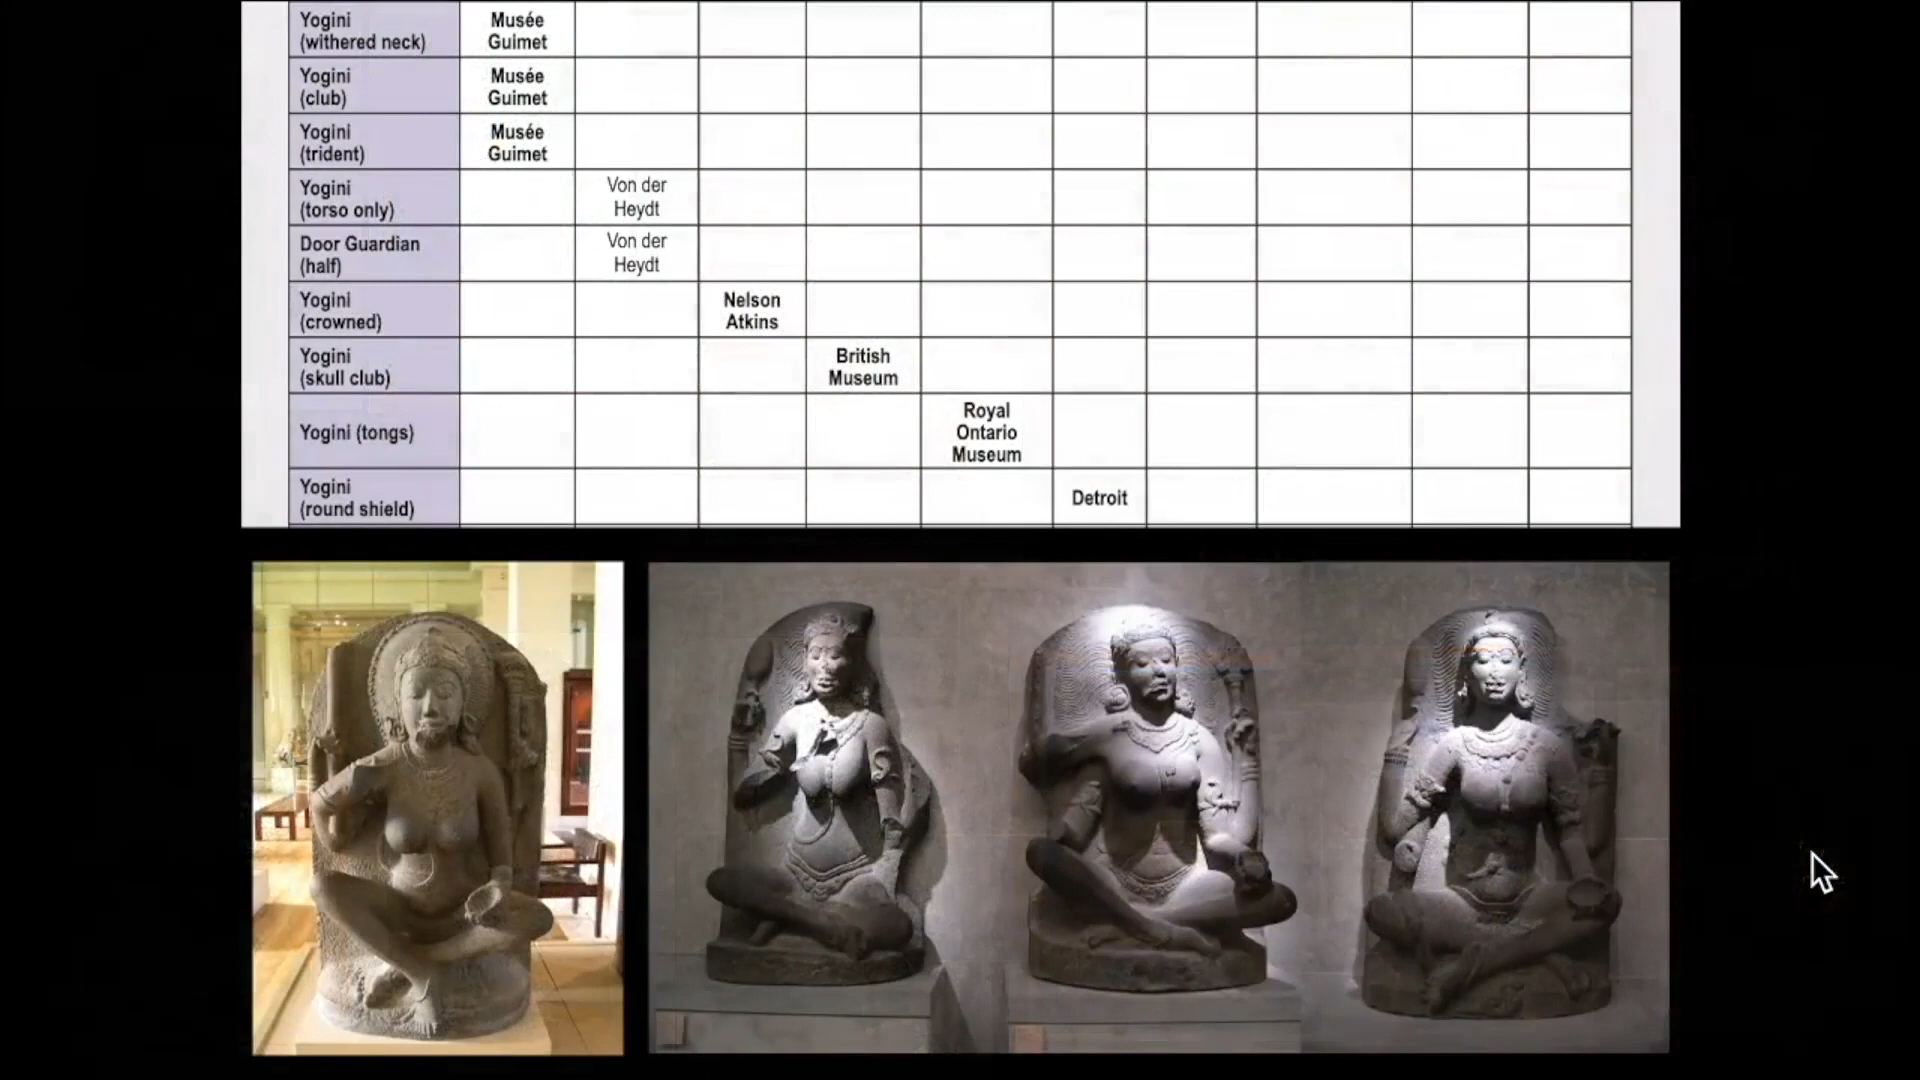 Yogini
(withered neck)
Musée
Guimet
Yogini
(club)
Musée
Guimet
Yogini
(trident)
Musée
Guimet
Yogini
(torso only)
Von der
Heydt
Door Guardian
(half)
Von der
Heydt
Yogini
(crowned)
Nelson
Atkins
Yogini
(skull club)
British
Museum
Yogini (tongs)
Royal
Ontario
Museum
Yogini
(round shield)
Detroit